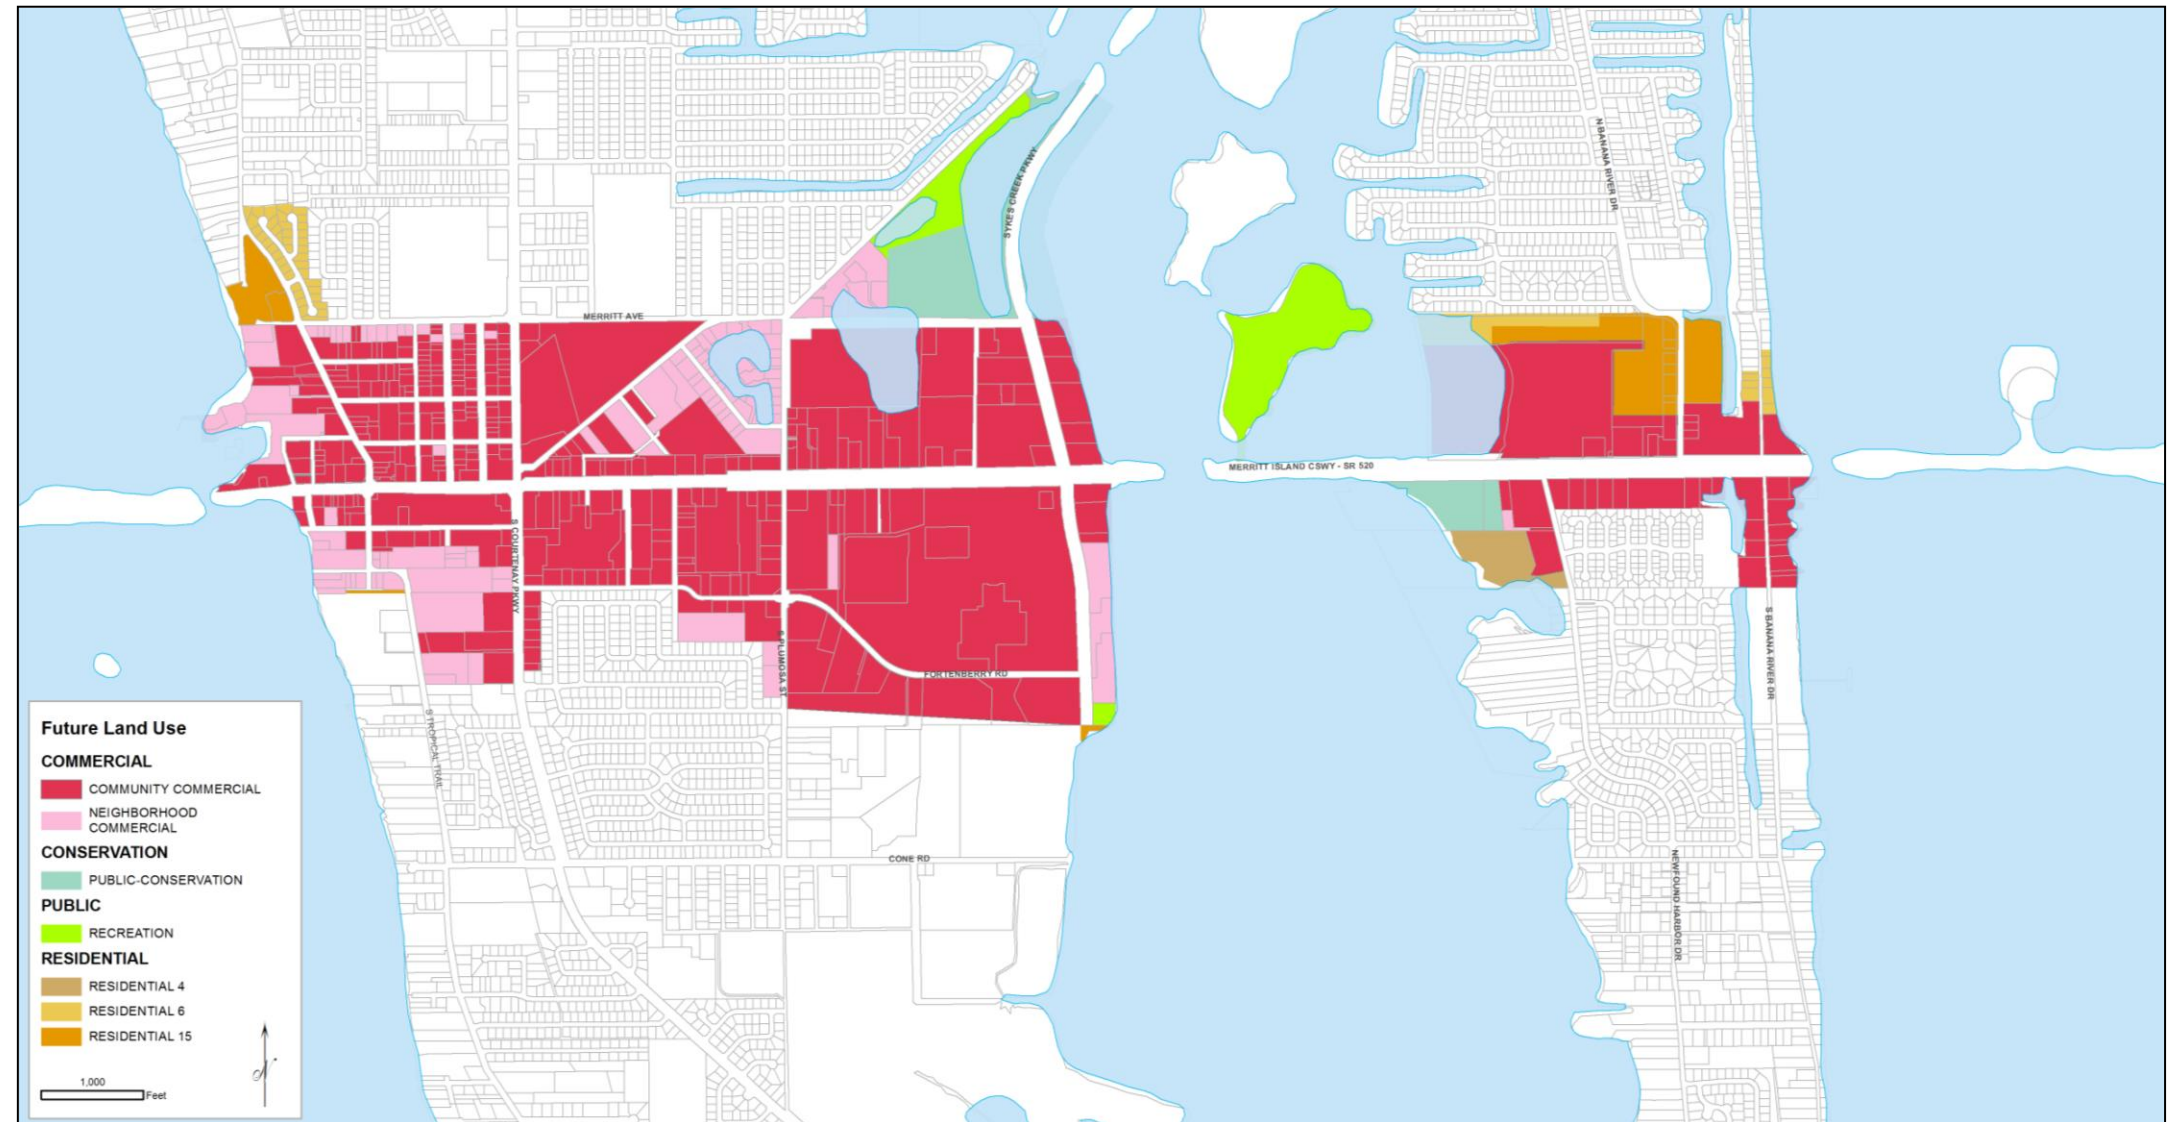 N BANANA RIVER DR
SYKES CREEK PKWY
MERRITT AVE
MERRITT ISLAND CSWY - SR 520
S COURTENAY PKWY
S PLUMOSA ST
FORTENBERRY RD
S BANANA RIVER DR
S TROPICAL TRAIL
CONE RD
NEWFOUND HARBOR DR
Future Land Use
COMMERCIAL
COMMUNITY COMMERCIAL
NEIGHBORHOOD
COMMERCIAL
CONSERVATION
PUBLIC-CONSERVATION
PUBLIC
RECREATION
RESIDENTIAL
RESIDENTIAL 4
RESIDENTIAL 6
RESIDENTIAL 15
N
1,000
Feet